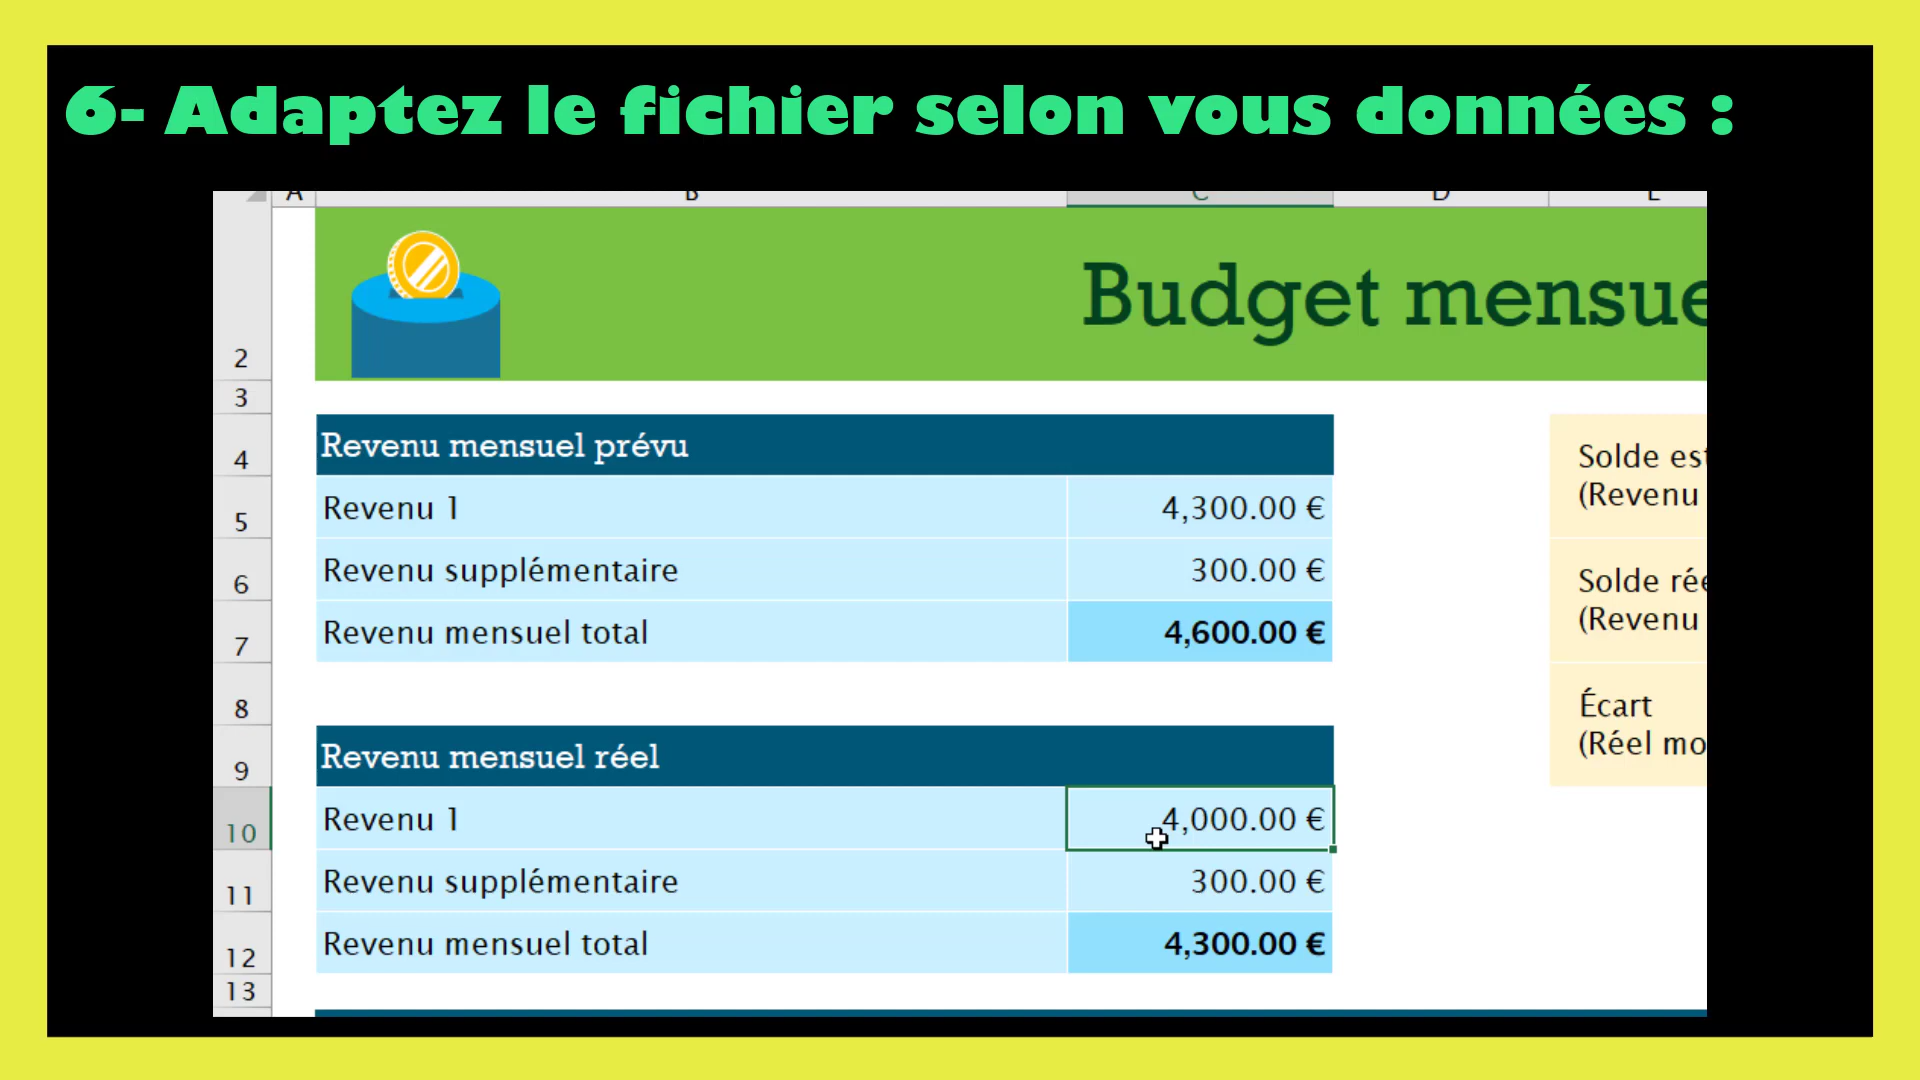 6- Adaptez le fichier selon vous données :
A B C D E
2 Budget mensue
3
4 Revenu mensuel prévu
5 Revenu 1 4,300.00 €
6 Revenu supplémentaire 300.00 €
7 Revenu mensuel total 4,600.00 €
8
9 Revenu mensuel réel
10 Revenu 1 4,000.00 €
11 Revenu supplémentaire 300.00 €
12 Revenu mensuel total 4,300.00 €
13
Solde est
(Revenu
Solde rée
(Revenu
Écart
(Réel mo